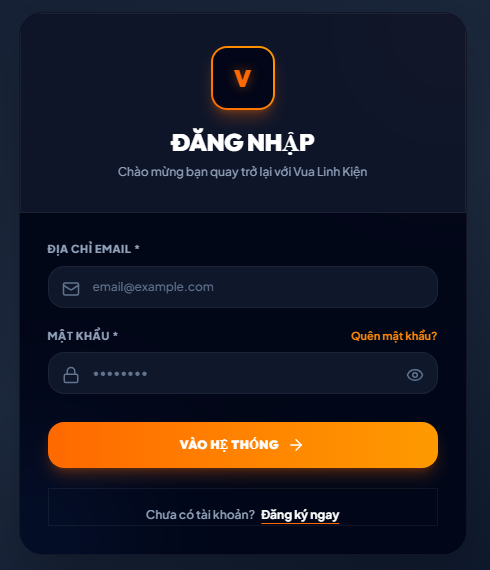 V
ĐĂNG NHẬP
Chào mừng bạn quay trở lại với Vua Linh Kiện
ĐỊA CHỈ EMAIL *
email@example.com
MẬT KHẨU * Quên mật khẩu?
••••••••
VÀO HỆ THỐNG →
Chưa có tài khoản? Đăng ký ngay